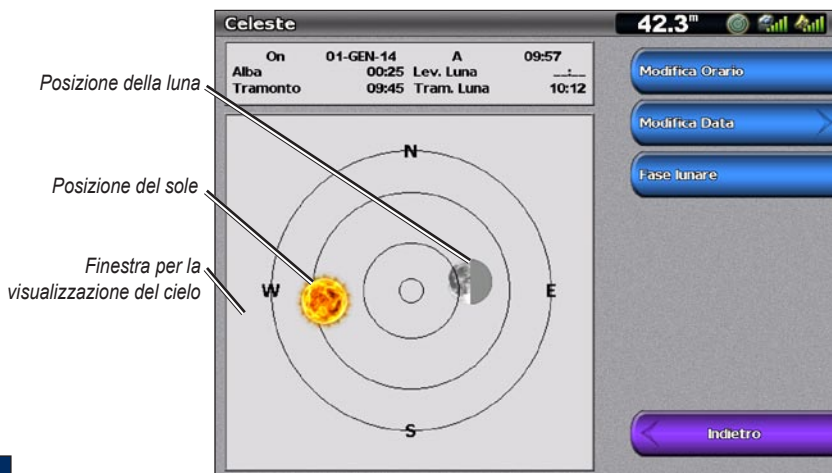 Celeste
42.3m
On 01-GEN-14 A 09:57
Alba 00:25 Lev. Luna __:__
Tramonto 09:45 Tram. Luna 10:12
Modifica Orario
Modifica Data
Fase lunare
Posizione della luna
Posizione del sole
Finestra per la
visualizzazione del cielo
N
W
E
S
Indietro